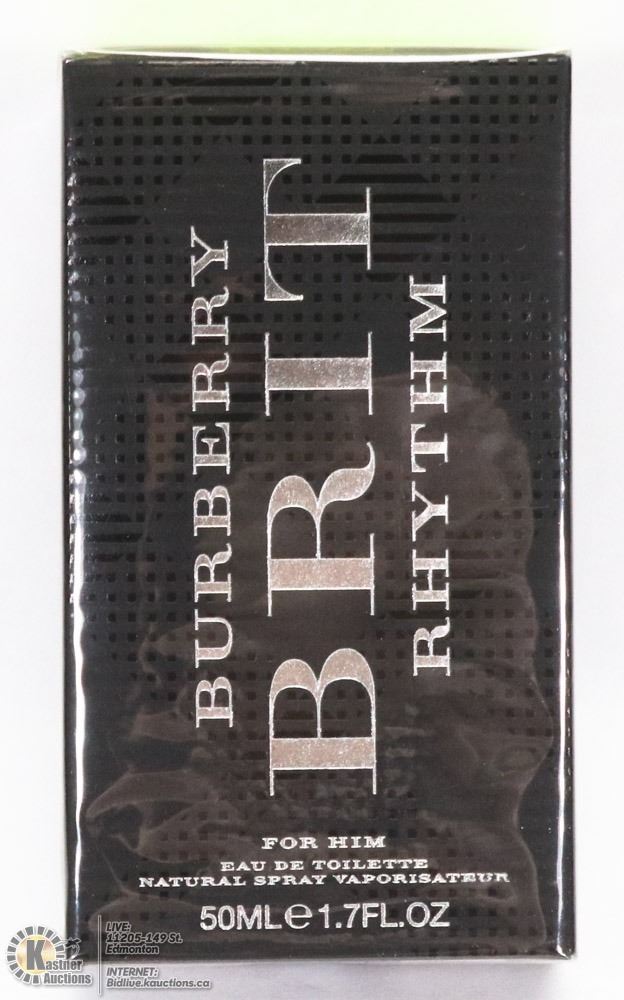 BURBERRY
BRIT
RHYTHM
FOR HIM
EAU DE TOILETTE
NATURAL SPRAY VAPORISATEUR
50ML℮1.7FL.OZ
K
Kastner
Auctions
LIVE:
11205-149 St.
Edmonton
INTERNET:
Bidlive.kauctions.ca